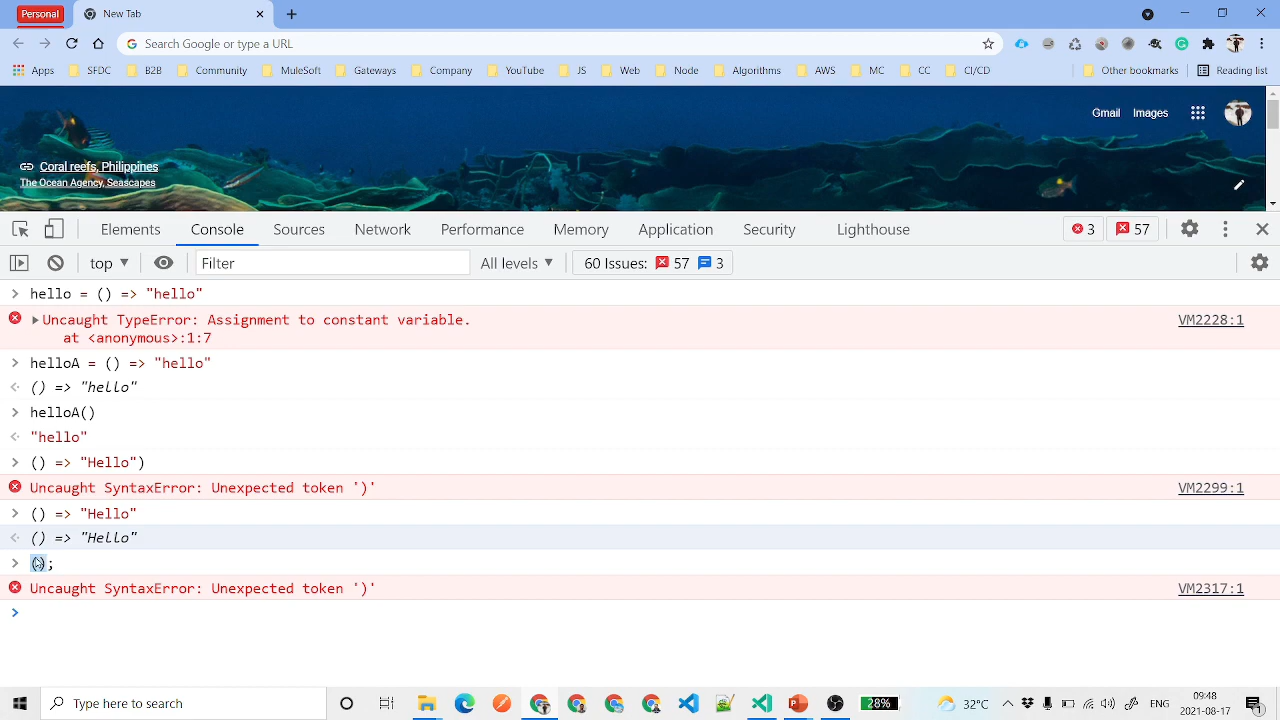 Personal
New Tab
Search Google or type a URL
Apps SFDC B2B Community MuleSoft Gateways Company YouTube JS Web Node Algorithms AWS MC CC CI/CD Other bookmarks Reading list
Gmail Images
Coral reefs, Philippines
The Ocean Agency, Seascapes
Elements Console Sources Network Performance Memory Application Security Lighthouse 3 57
top Filter All levels 60 Issues: 57 3
hello = () => "hello"
Uncaught TypeError: Assignment to constant variable. VM2228:1
at <anonymous>:1:7
helloA = () => "hello"
() => "hello"
helloA()
"hello"
() => "Hello")
Uncaught SyntaxError: Unexpected token ')' VM2299:1
() => "Hello"
() => "Hello"
();
Uncaught SyntaxError: Unexpected token ')' VM2317:1
Type here to search 28% 32°C ENG 09:48
2021-08-17
1